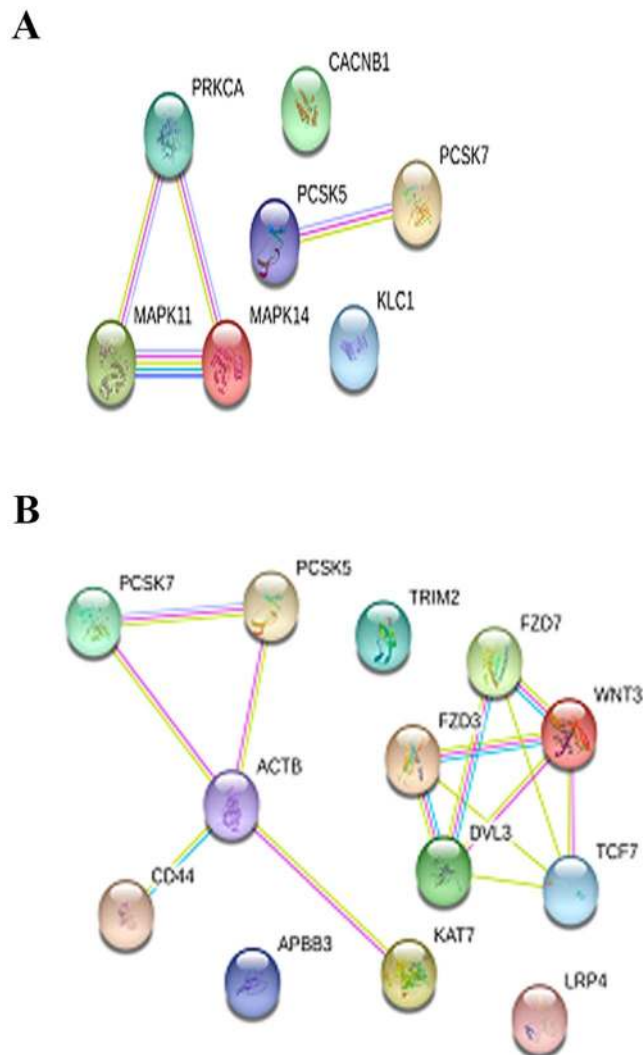 A
CACNB1
PRKCA
PCSK7
PCSK5
KLC1
MAPK11
MAPK14
B
PCSK5
PCSK7
TRIM2
FZD7
WNT3
FZD3
ACTB
DVL3
TCF7
CD44
KAT7
APBB3
LRP4